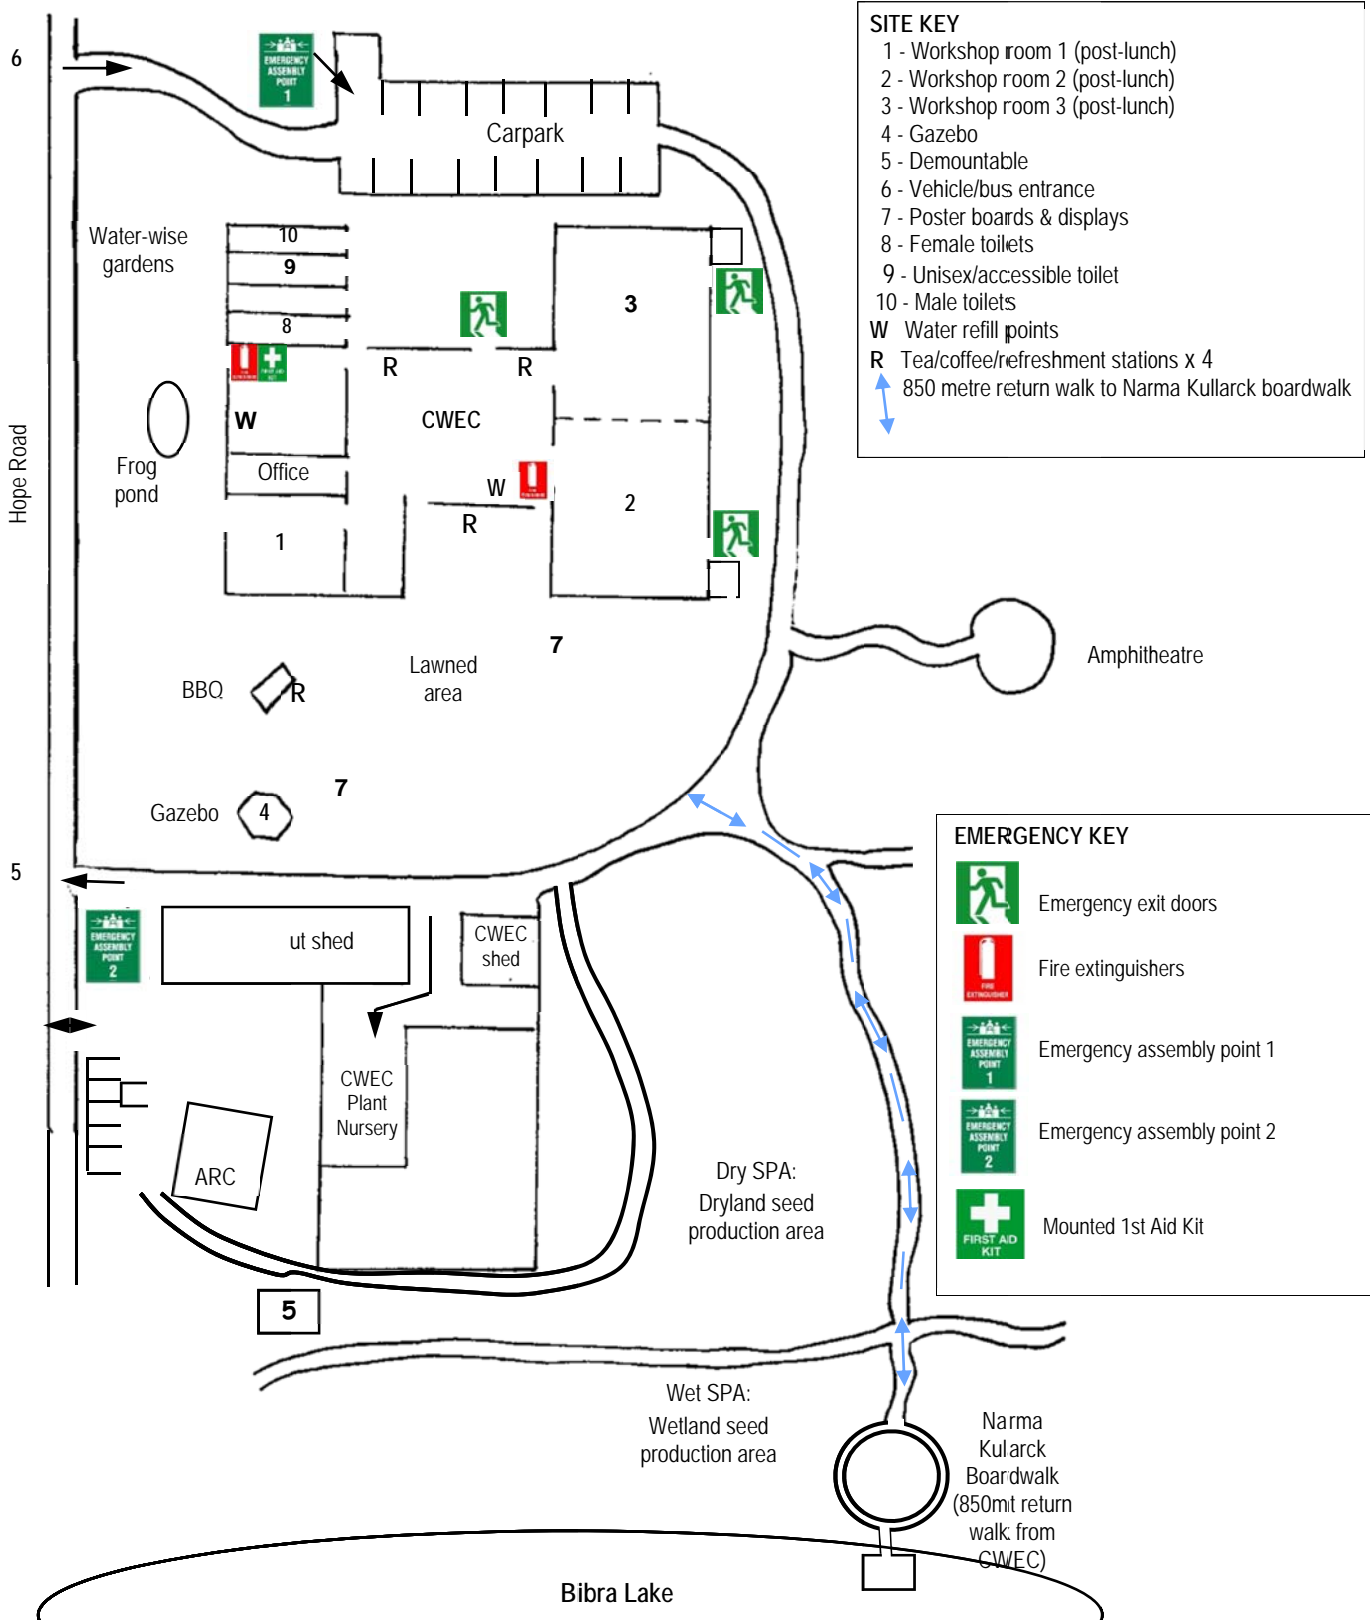 SITE KEY
1 - Workshop room 1 (post-lunch)
2 - Workshop room 2 (post-lunch)
3 - Workshop room 3 (post-lunch)
4 - Gazebo
5 - Demountable
6 - Vehicle/bus entrance
7 - Poster boards & displays
8 - Female toilets
9 - Unisex/accessible toilet
10 - Male toilets
W Water refill points
R Tea/coffee/refreshment stations x 4
850 metre return walk to Narma Kullarck boardwalk
6
EMERGENCY
ASSEMBLY
POINT
1
Carpark
Water-wise
gardens
10
9
8
3
R
R
W
CWEC
Hope Road
Frog
pond
Office
W
R
2
1
7
Lawned
area
BBQ
R
Amphitheatre
7
Gazebo
4
5
EMERGENCY
ASSEMBLY
POINT
2
ut shed
CWEC
shed
CWEC
Plant
Nursery
ARC
5
Dry SPA:
Dryland seed
production area
Wet SPA:
Wetland seed
production area
EMERGENCY KEY
Emergency exit doors
FIRE
EXTINGUISHER
Fire extinguishers
EMERGENCY
ASSEMBLY
POINT
1
Emergency assembly point 1
EMERGENCY
ASSEMBLY
POINT
2
Emergency assembly point 2
FIRST AID
KIT
Mounted 1st Aid Kit
Narma
Kularck
Boardwalk
(850mt return
walk from
CWEC)
Bibra Lake